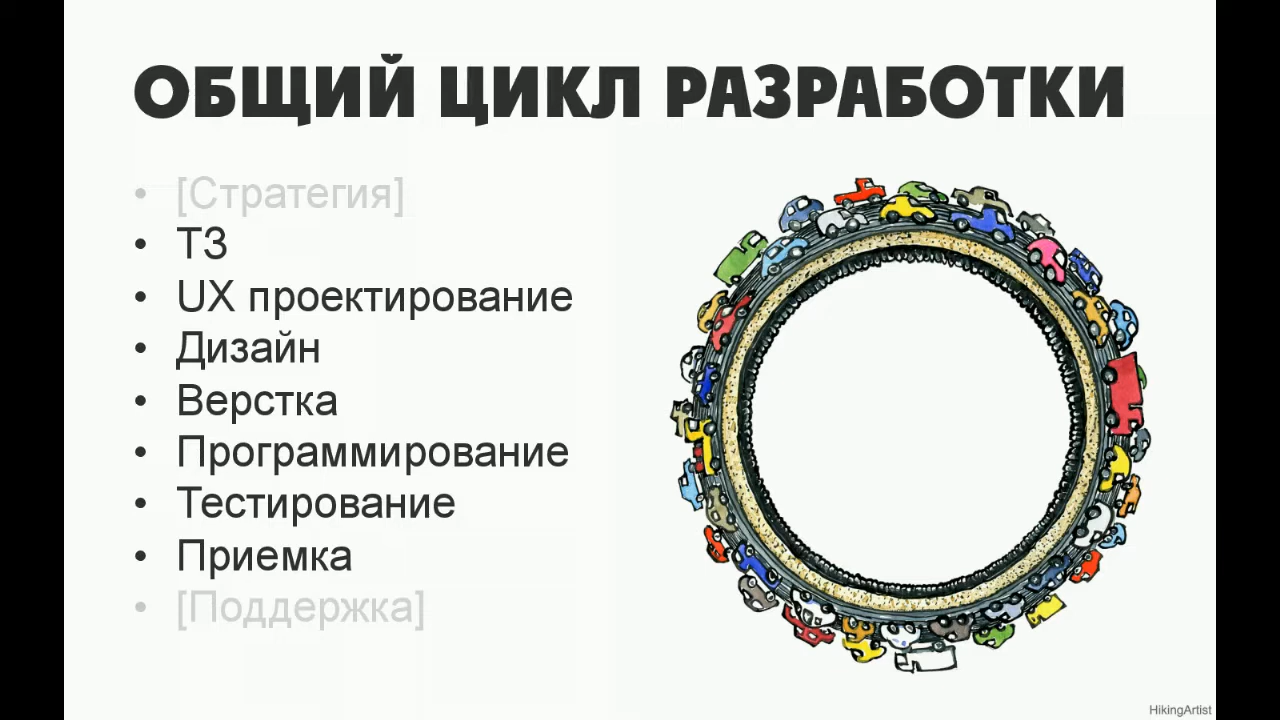 ОБЩИЙ ЦИКЛ РАЗРАБОТКИ
• [Стратегия]
• ТЗ
• UX проектирование
• Дизайн
• Верстка
• Программирование
• Тестирование
• Приемка
• [Поддержка]
HikingArtist